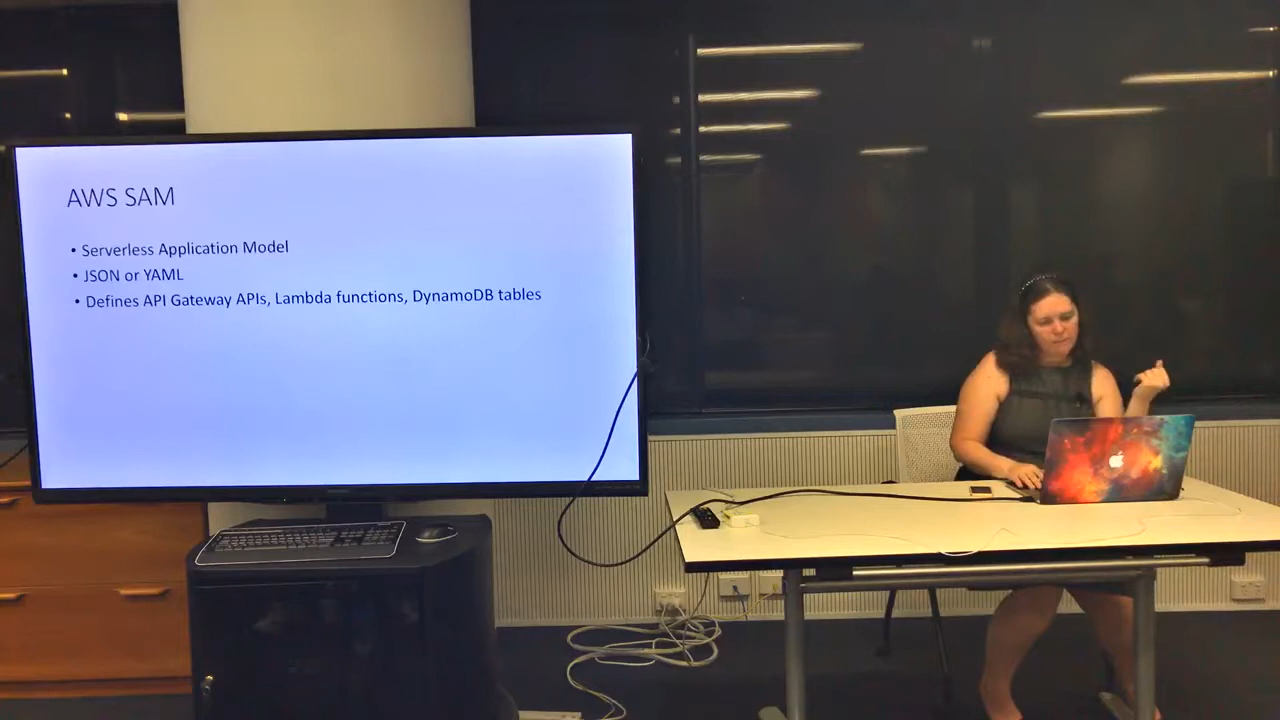 AWS SAM
• Serverless Application Model
• JSON or YAML
• Defines API Gateway APIs, Lambda functions, DynamoDB tables